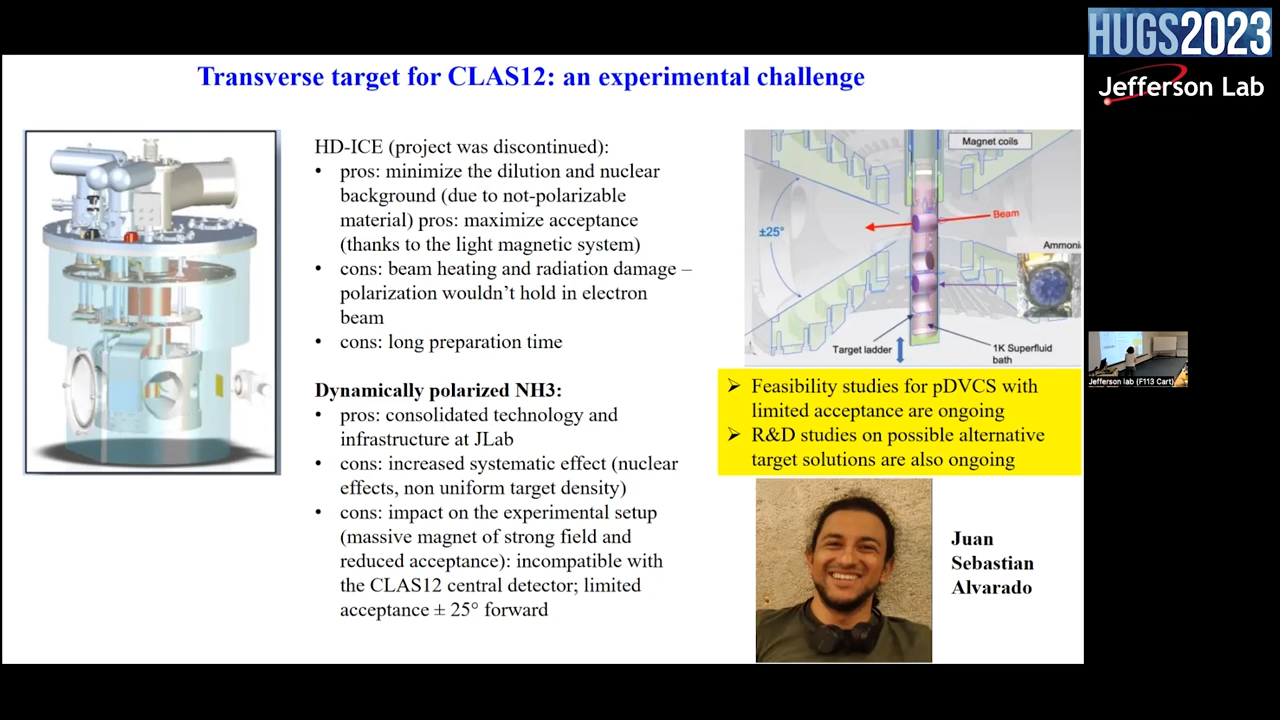 HUGS2023
Jefferson Lab
Transverse target for CLAS12: an experimental challenge
HD-ICE (project was discontinued):
• pros: minimize the dilution and nuclear
background (due to not-polarizable
material) pros: maximize acceptance
(thanks to the light magnetic system)
• cons: beam heating and radiation damage –
polarization wouldn't hold in electron
beam
• cons: long preparation time
Dynamically polarized NH3:
• pros: consolidated technology and
infrastructure at JLab
• cons: increased systematic effect (nuclear
effects, non uniform target density)
• cons: impact on the experimental setup
(massive magnet of strong field and
reduced acceptance): incompatible with
the CLAS12 central detector; limited
acceptance ± 25° forward
Magnet coils
±25°
Beam
Ammoni
Target ladder
1K Superfluid
bath
➢ Feasibility studies for pDVCS with
limited acceptance are ongoing
➢ R&D studies on possible alternative
target solutions are also ongoing
Juan
Sebastian
Alvarado
Jefferson lab (F113 Cart)